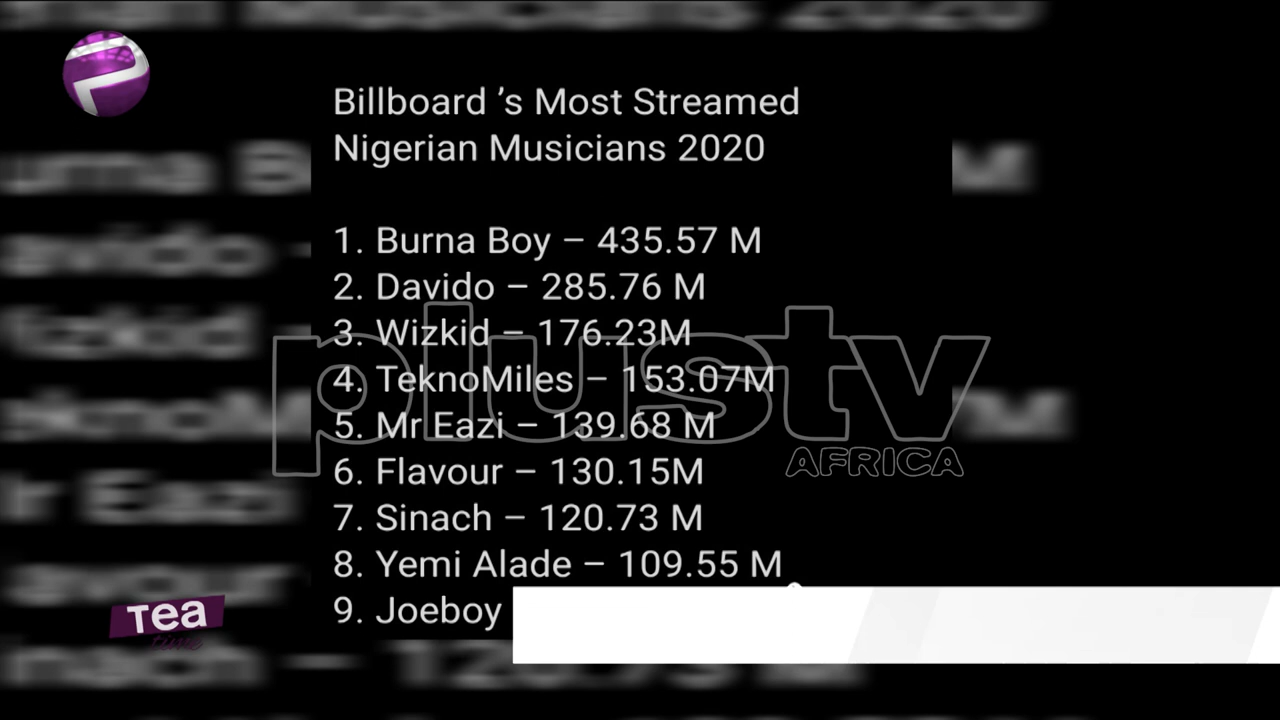 Billboard ’s Most Streamed
Nigerian Musicians 2020
1. Burna Boy – 435.57 M
2. Davido – 285.76 M
3. Wizkid – 176.23M
4. TeknoMiles – 153.07M
5. Mr Eazi – 139.68 M
6. Flavour – 130.15M
7. Sinach – 120.73 M
8. Yemi Alade – 109.55 M
9. Joeboy
plustv
AFRICA
Tea
time